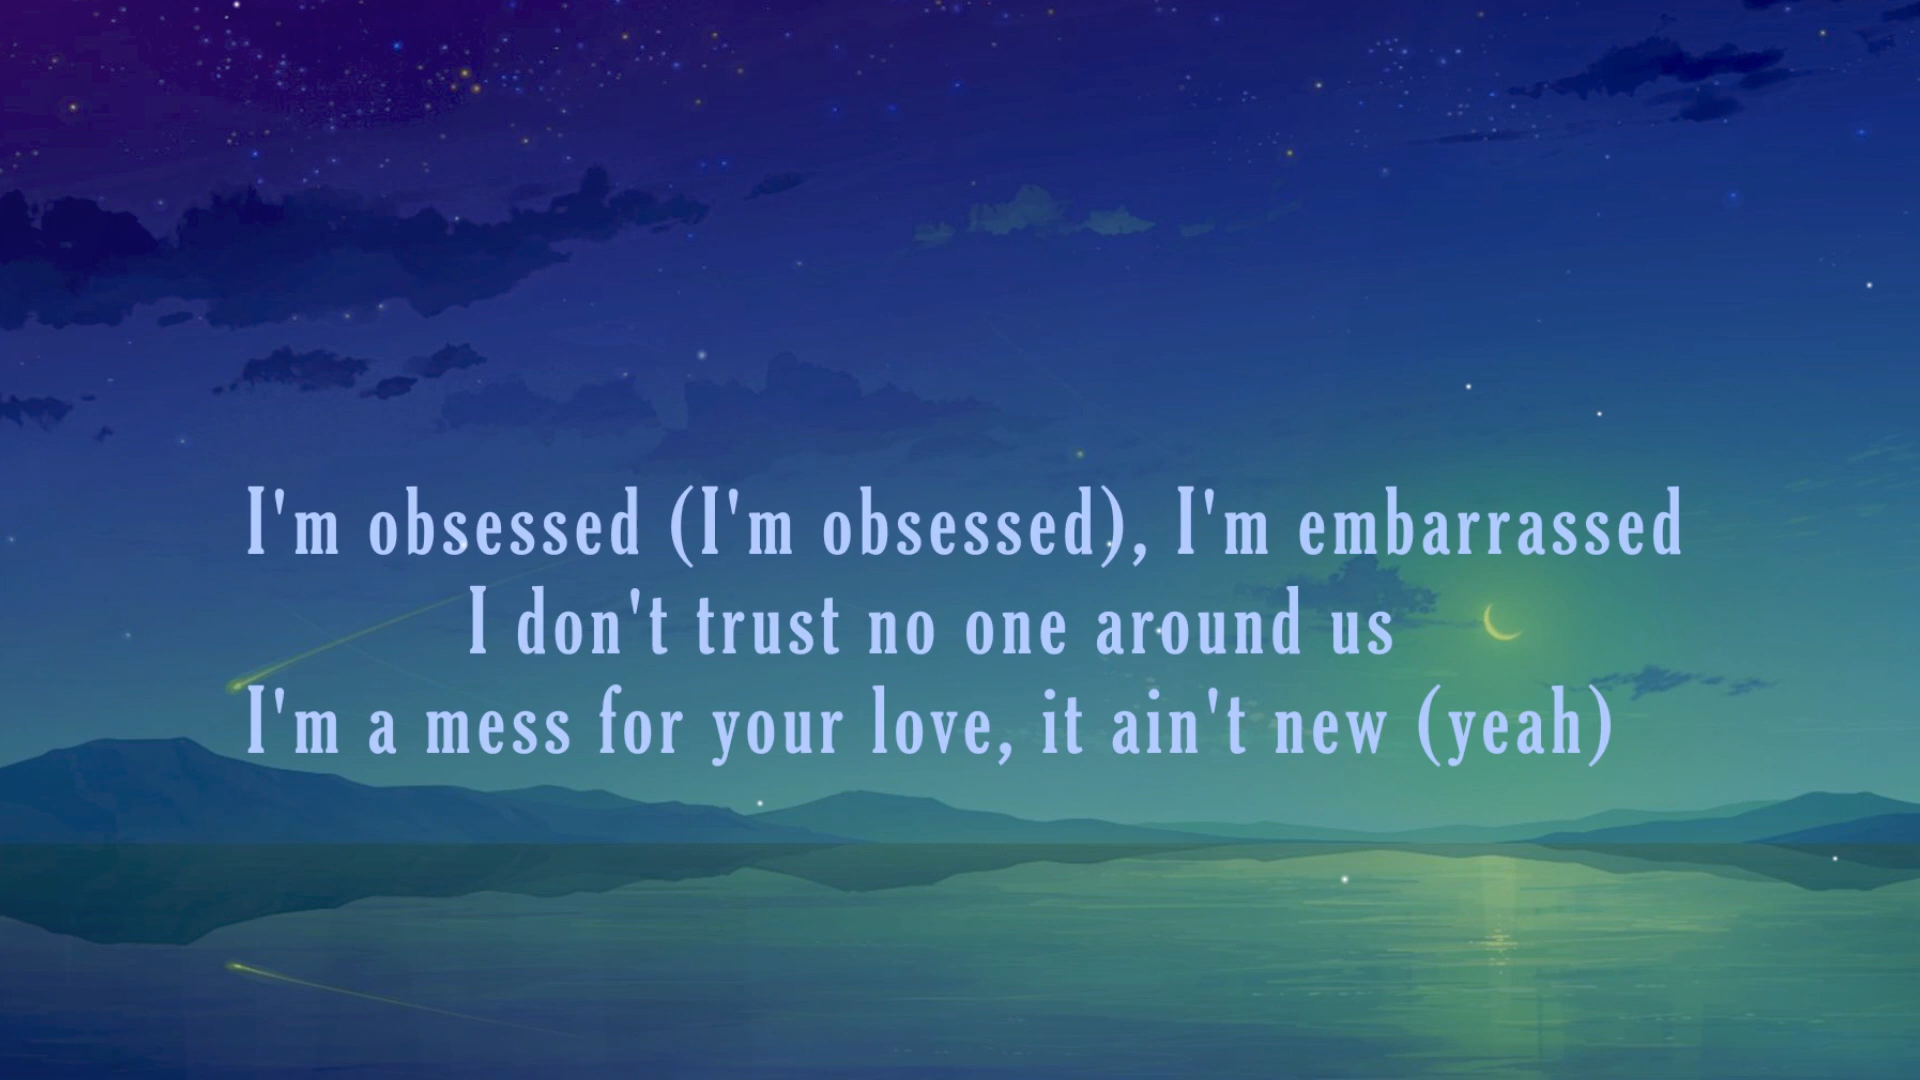 I'm obsessed (I'm obsessed), I'm embarrassed
I don't trust no one around us
I'm a mess for your love, it ain't new (yeah)